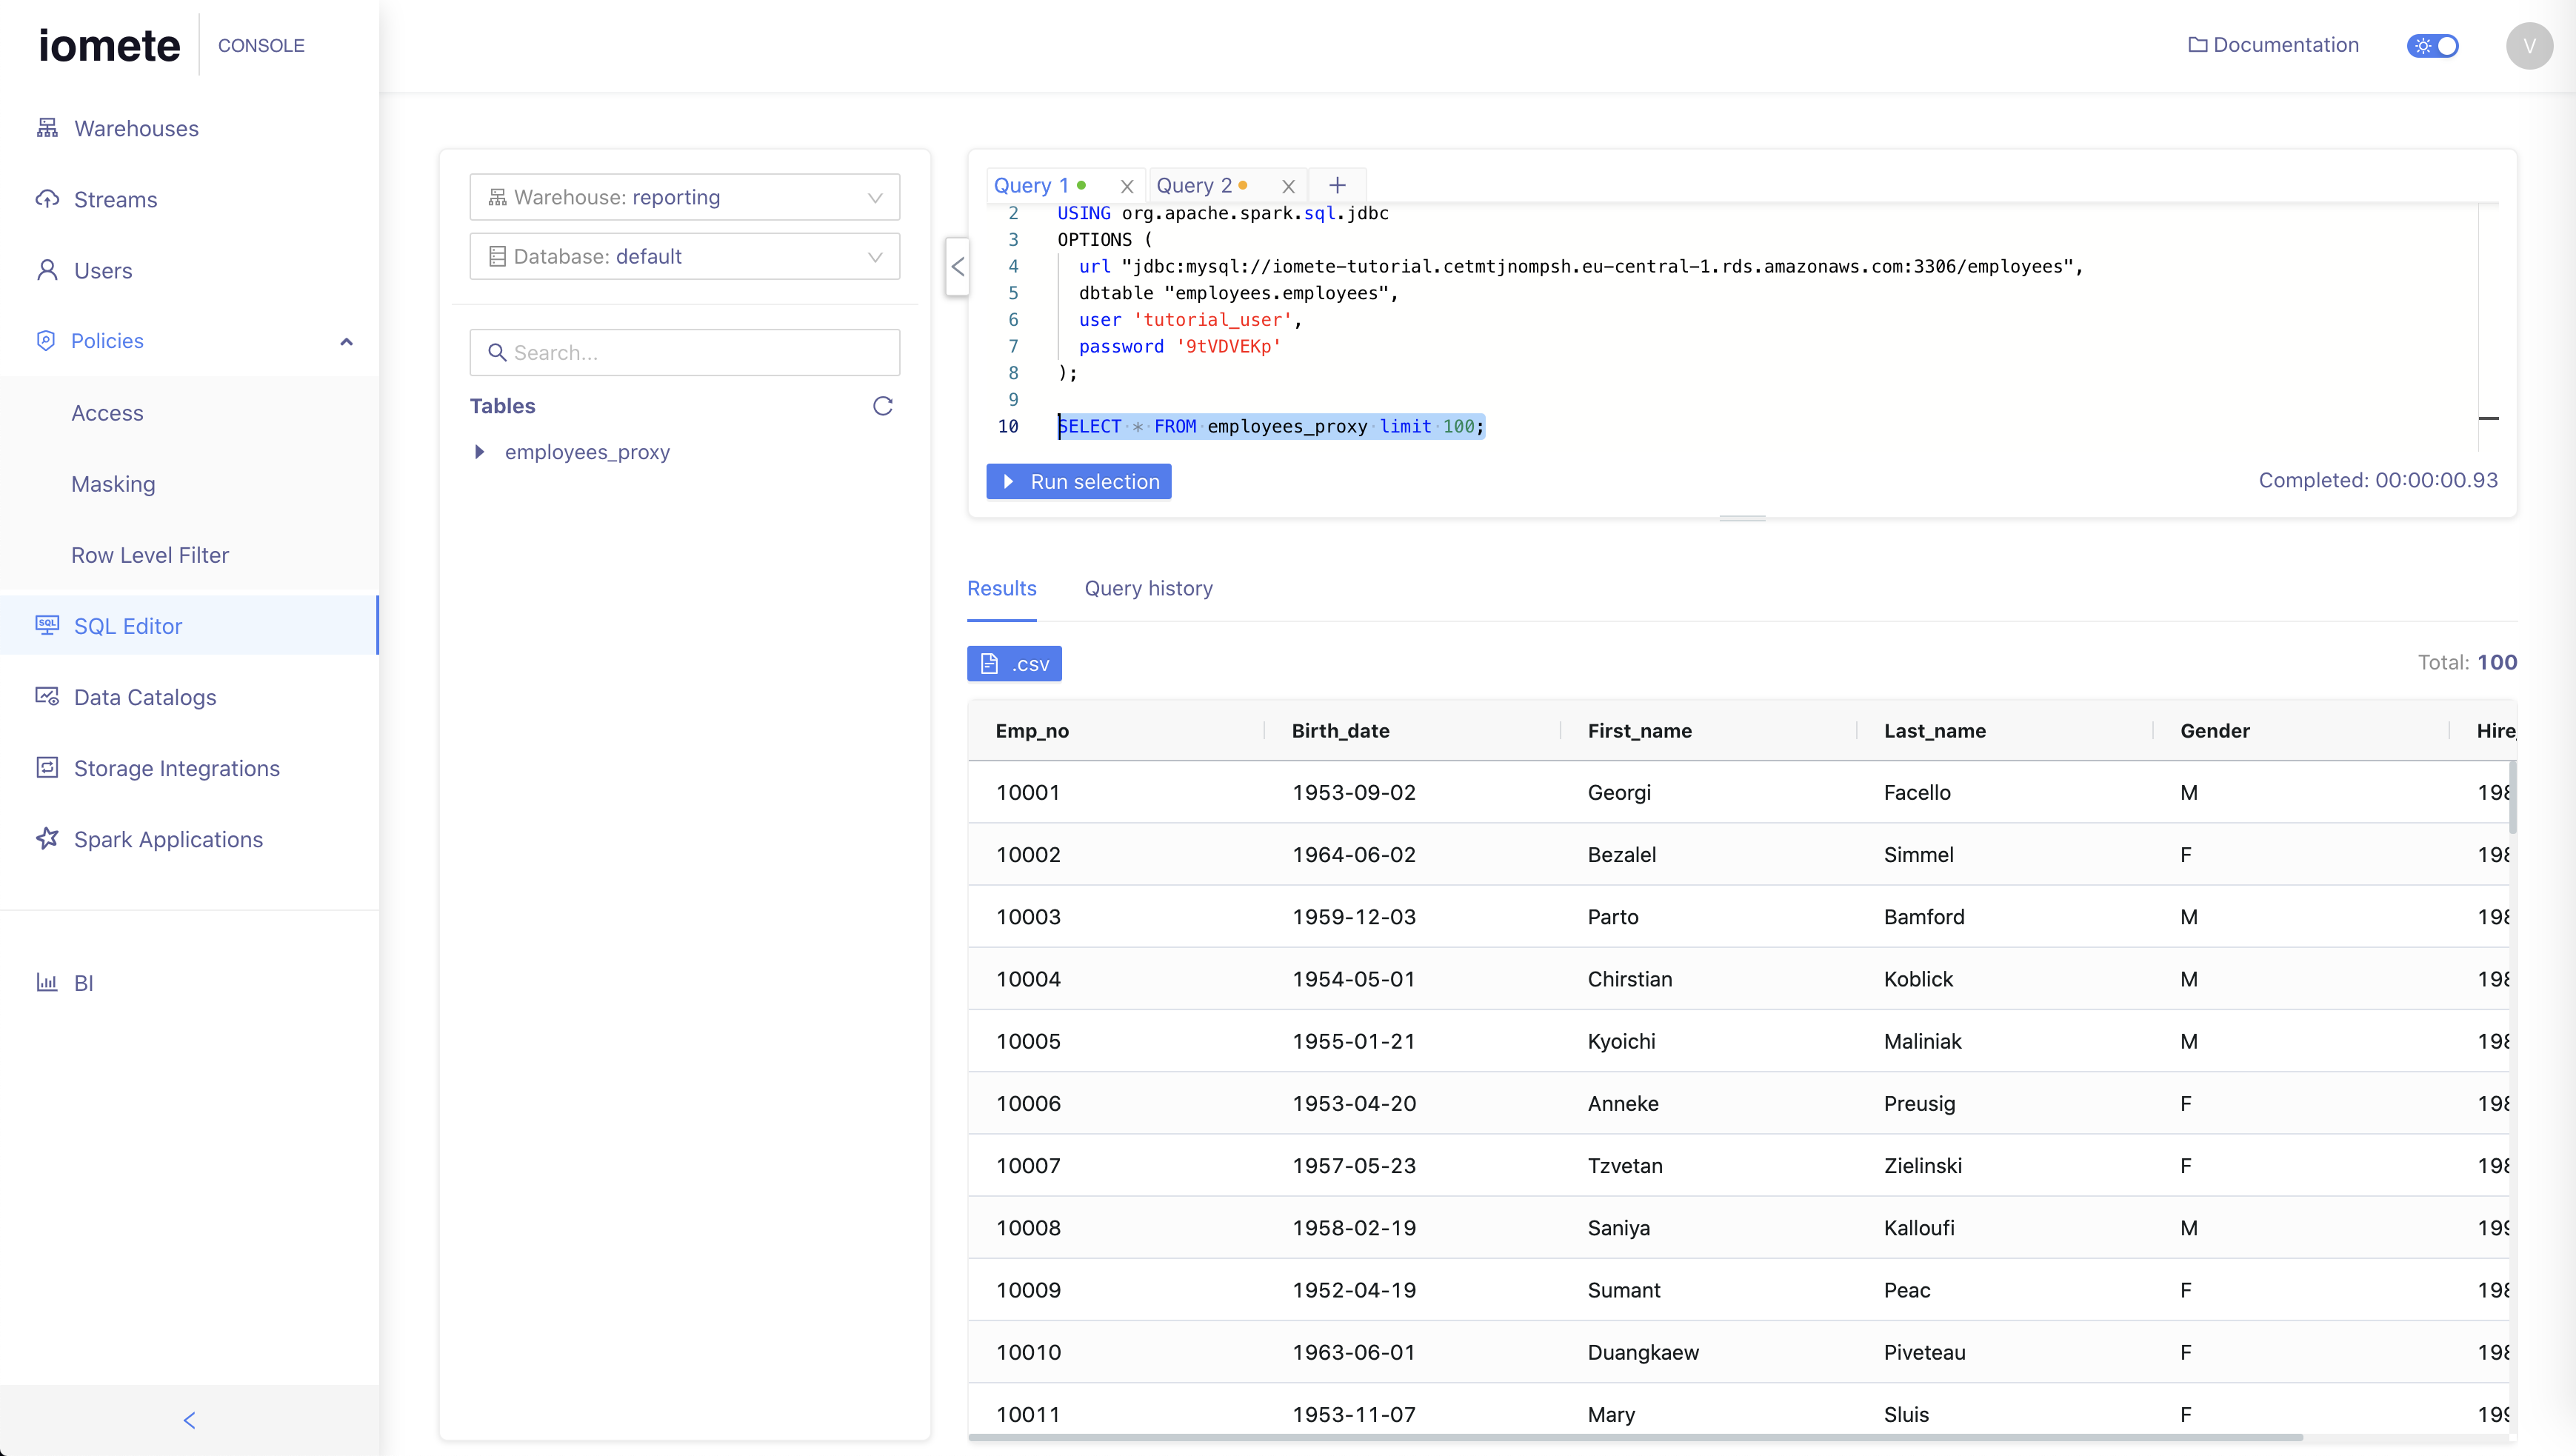 iomete CONSOLE
Documentation
V
Warehouses
Streams
Users
Policies
Access
Masking
Row Level Filter
SQL Editor
Data Catalogs
Storage Integrations
Spark Applications
BI
Warehouse: reporting
Database: default
Search...
Tables
employees_proxy
Query 1 Query 2
2 USING org.apache.spark.sql.jdbc
3 OPTIONS (
4 url "jdbc:mysql://iomete-tutorial.cetmtjnompsh.eu-central-1.rds.amazonaws.com:3306/employees",
5 dbtable "employees.employees",
6 user 'tutorial_user',
7 password '9tVDVEKp'
8 );
9
10 SELECT * FROM employees_proxy limit 100;
Run selection
Completed: 00:00:00.93
Results Query history
.csv
Total: 100
Emp_no Birth_date First_name Last_name Gender Hire_
10001 1953-09-02 Georgi Facello M 198
10002 1964-06-02 Bezalel Simmel F 198
10003 1959-12-03 Parto Bamford M 198
10004 1954-05-01 Chirstian Koblick M 198
10005 1955-01-21 Kyoichi Maliniak M 198
10006 1953-04-20 Anneke Preusig F 198
10007 1957-05-23 Tzvetan Zielinski F 198
10008 1958-02-19 Saniya Kalloufi M 199
10009 1952-04-19 Sumant Peac F 198
10010 1963-06-01 Duangkaew Piveteau F 198
10011 1953-11-07 Mary Sluis F 199